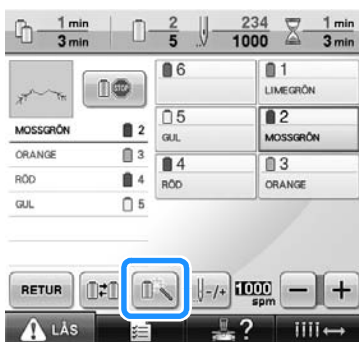 1 min
3 min
2
5
234
1000
1 min
3 min
STOP
6
1
LIMEGRÖN
MOSSGRÖN 2
5
GUL
2
MOSSGRÖN
ORANGE 3
RÖD 4
4
RÖD
3
ORANGE
GUL 5
RETUR
-/+
1000
spm
− +
LÅS
?